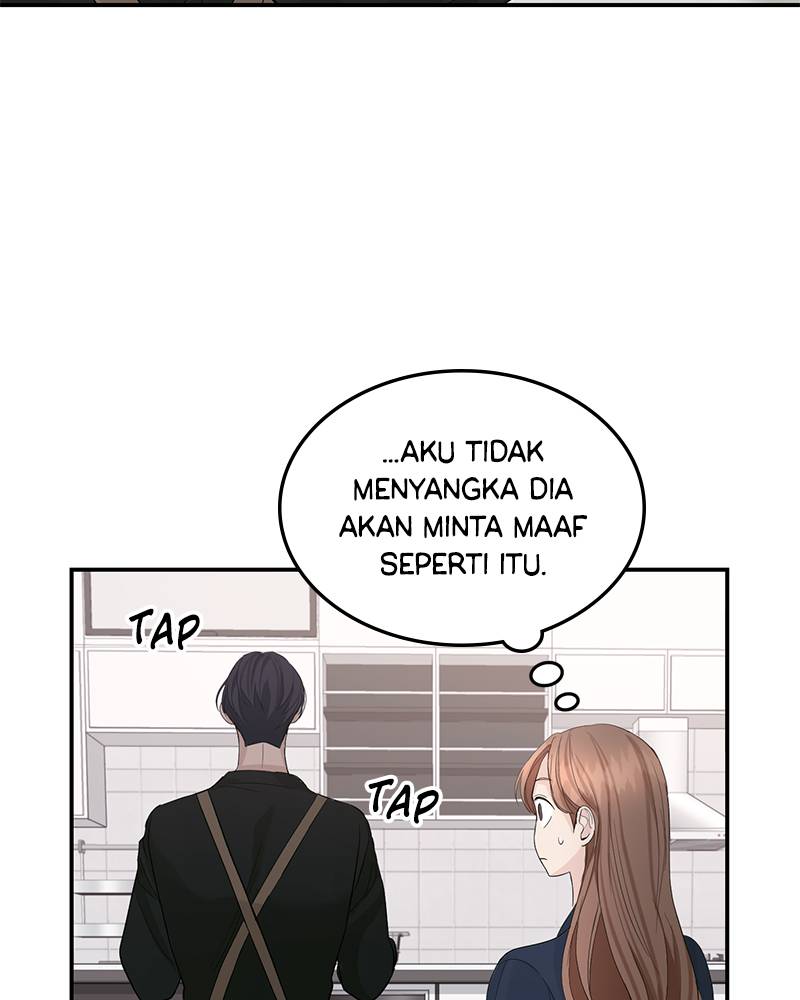 ...AKU TIDAK
MENYANGKA DIA
AKAN MINTA MAAF
SEPERTI ITU.
TAP
TAP